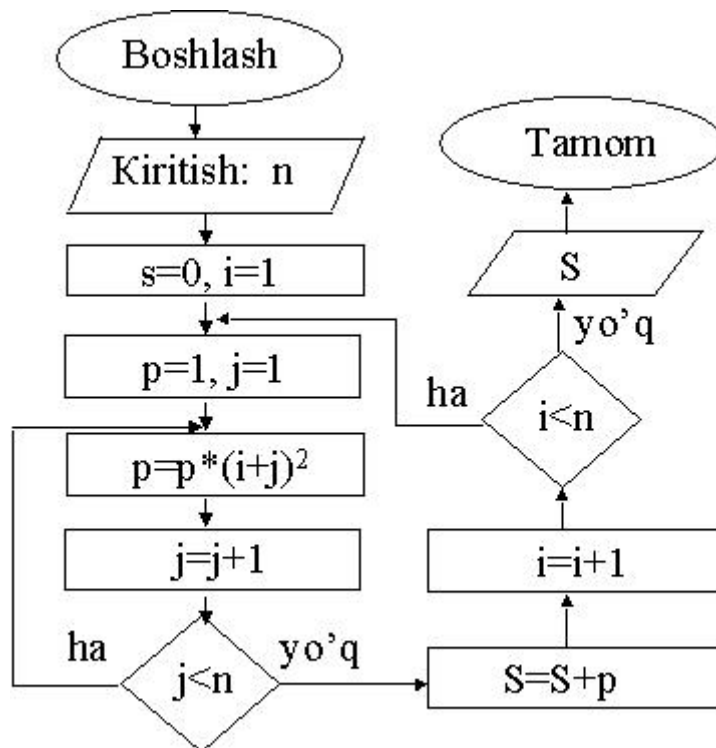 Boshlash
Kiritish: n
s=0, i=1
p=1, j=1
p=p*(i+j)²
j=j+1
j<n
ha
yo’q
S=S+p
i=i+1
i<n
ha
yo’q
S
Tamom